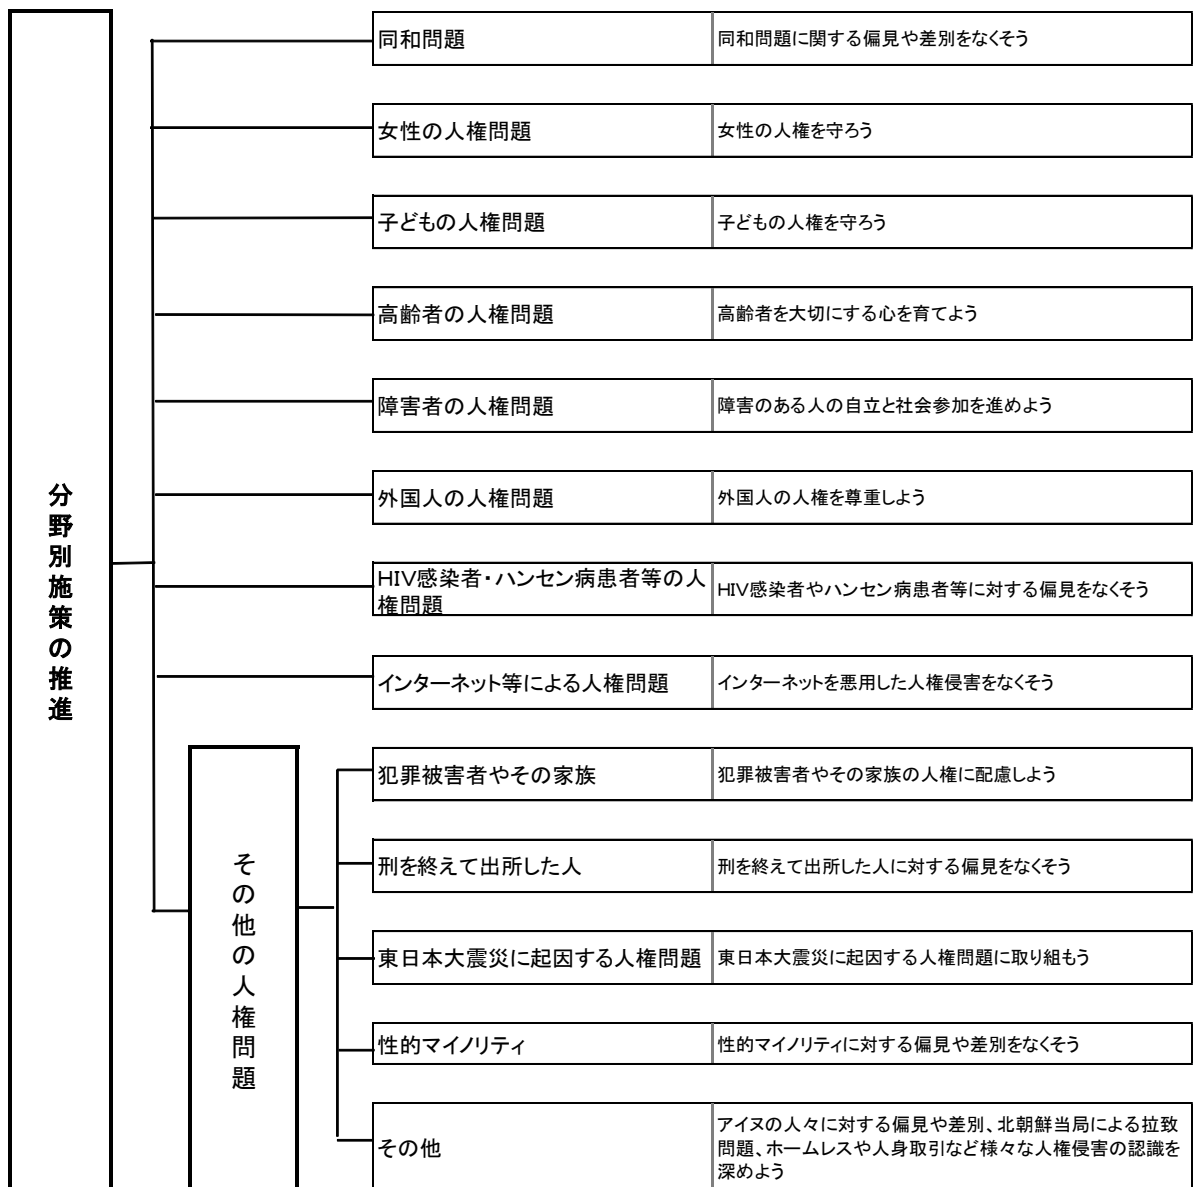 分野別施策の推進
同和問題
同和問題に関する偏見や差別をなくそう
女性の人権問題
女性の人権を守ろう
子どもの人権問題
子どもの人権を守ろう
高齢者の人権問題
高齢者を大切にする心を育てよう
障害者の人権問題
障害のある人の自立と社会参加を進めよう
外国人の人権問題
外国人の人権を尊重しよう
HIV感染者・ハンセン病患者等の人
権問題
HIV感染者やハンセン病患者等に対する偏見をなくそう
インターネット等による人権問題
インターネットを悪用した人権侵害をなくそう
その他の人権問題
犯罪被害者やその家族
犯罪被害者やその家族の人権に配慮しよう
刑を終えて出所した人
刑を終えて出所した人に対する偏見をなくそう
東日本大震災に起因する人権問題
東日本大震災に起因する人権問題に取り組もう
性的マイノリティ
性的マイノリティに対する偏見や差別をなくそう
その他
アイヌの人々に対する偏見や差別、北朝鮮当局による拉致
問題、ホームレスや人身取引など様々な人権侵害の認識を
深めよう